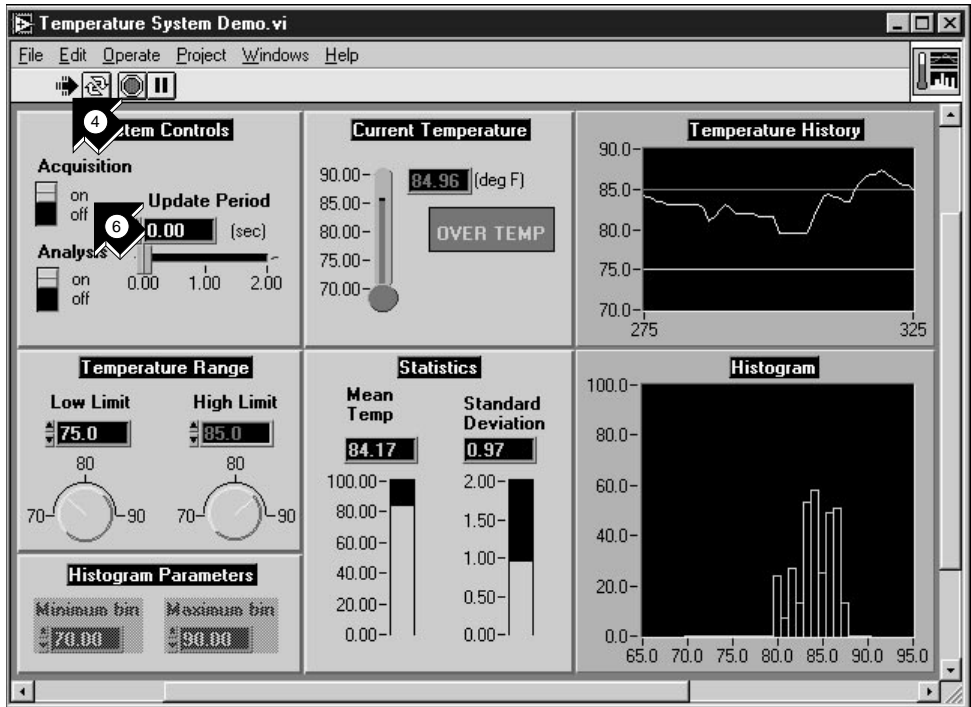 Temperature System Demo.vi
File Edit Operate Project Windows Help
4
tem Controls
Acquisition
on
off
Update Period
6
0.00 (sec)
Analysis
on
off
0.00 1.00 2.00
Current Temperature
90.00
85.00
80.00
75.00
70.00
84.96 (deg F)
OVER TEMP
Temperature History
90.0
85.0
80.0
75.0
70.0
275 325
Temperature Range
Low Limit High Limit
75.0 85.0
80 80
70 90 70 90
Histogram Parameters
Minimum bin Maximum bin
70.00 90.00
Statistics
Mean
Temp
84.17
100.00
80.00
60.00
40.00
20.00
0.00
Standard
Deviation
0.97
2.00
1.50
1.00
0.50
0.00
Histogram
100.0
80.0
60.0
40.0
20.0
0.0
65.0 70.0 75.0 80.0 85.0 90.0 95.0